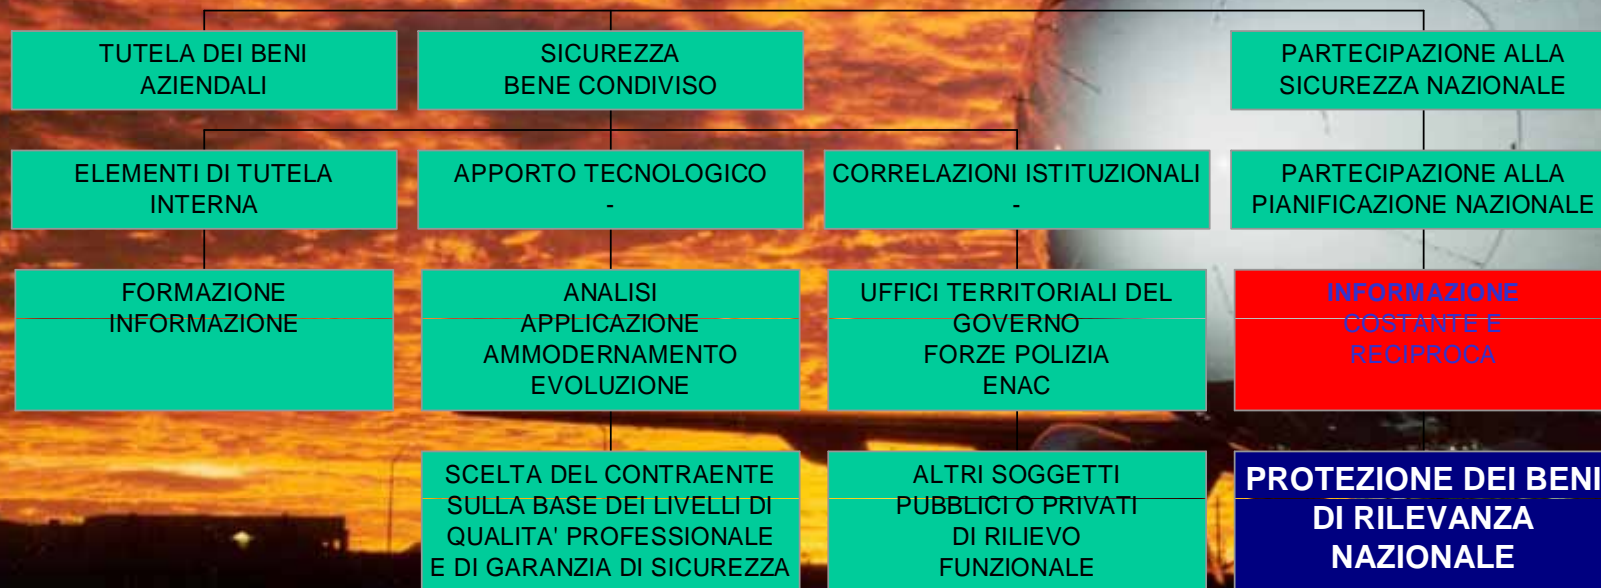 TUTELA DEI BENI
AZIENDALI
SICUREZZA
BENE CONDIVISO
PARTECIPAZIONE ALLA
SICUREZZA NAZIONALE
ELEMENTI DI TUTELA
INTERNA
APPORTO TECNOLOGICO
-
CORRELAZIONI ISTITUZIONALI
-
PARTECIPAZIONE ALLA
PIANIFICAZIONE NAZIONALE
FORMAZIONE
INFORMAZIONE
ANALISI
APPLICAZIONE
AMMODERNAMENTO
EVOLUZIONE
UFFICI TERRITORIALI DEL
GOVERNO
FORZE POLIZIA
ENAC
INFORMAZIONE
COSTANTE E
RECIPROCA
SCELTA DEL CONTRAENTE
SULLA BASE DEI LIVELLI DI
QUALITA' PROFESSIONALE
E DI GARANZIA DI SICUREZZA
ALTRI SOGGETTI
PUBBLICI O PRIVATI
DI RILIEVO
FUNZIONALE
PROTEZIONE DEI BENI
DI RILEVANZA
NAZIONALE